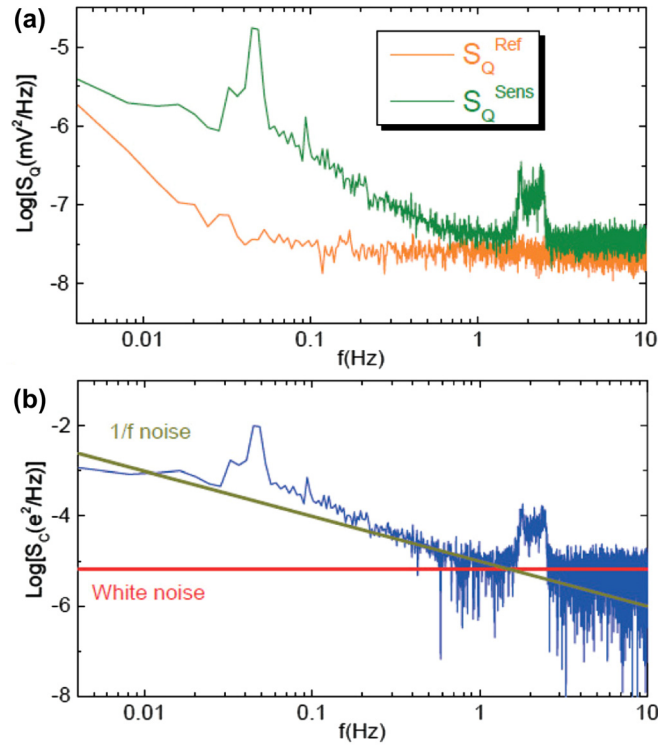 (a)
Log[S_Q(mV²/Hz)]
-5
-6
-7
-8
S_Q^Ref
S_Q^Sens
0.01
0.1
1
10
f(Hz)
(b)
Log[S_C(e²/Hz)]
-2
-4
-6
-8
1/f noise
White noise
0.01
0.1
1
10
f(Hz)